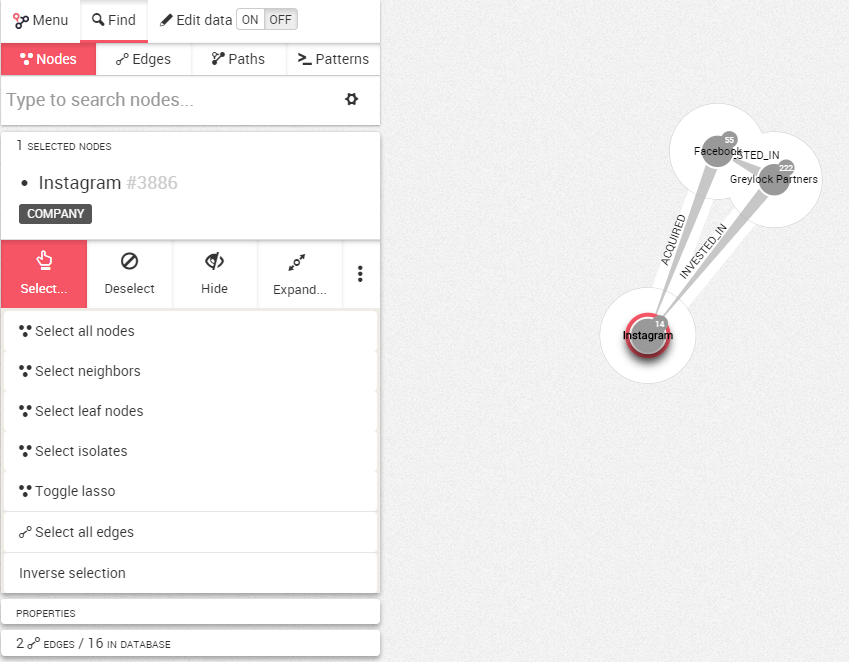 Menu
Find
Edit data
ON
OFF
Nodes
Edges
Paths
Patterns
Type to search nodes...
1 SELECTED NODES
• Instagram #3886
COMPANY
Select...
Deselect
Hide
Expand...
Select all nodes
Select neighbors
Select leaf nodes
Select isolates
Toggle lasso
Select all edges
Inverse selection
PROPERTIES
2 EDGES / 16 IN DATABASE
55
Facebook
STED_IN
222
Greylock Partners
ACQUIRED
INVESTED_IN
14
Instagram